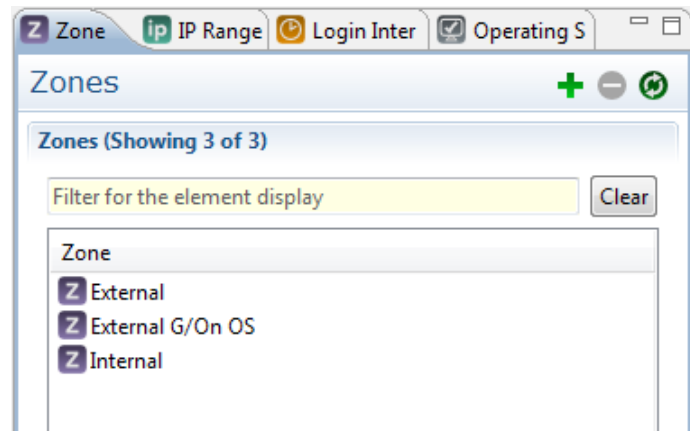 Z Zone ip IP Range Login Inter Operating S
Zones
Zones (Showing 3 of 3)
Filter for the element display Clear
Zone
Z External
Z External G/On OS
Z Internal